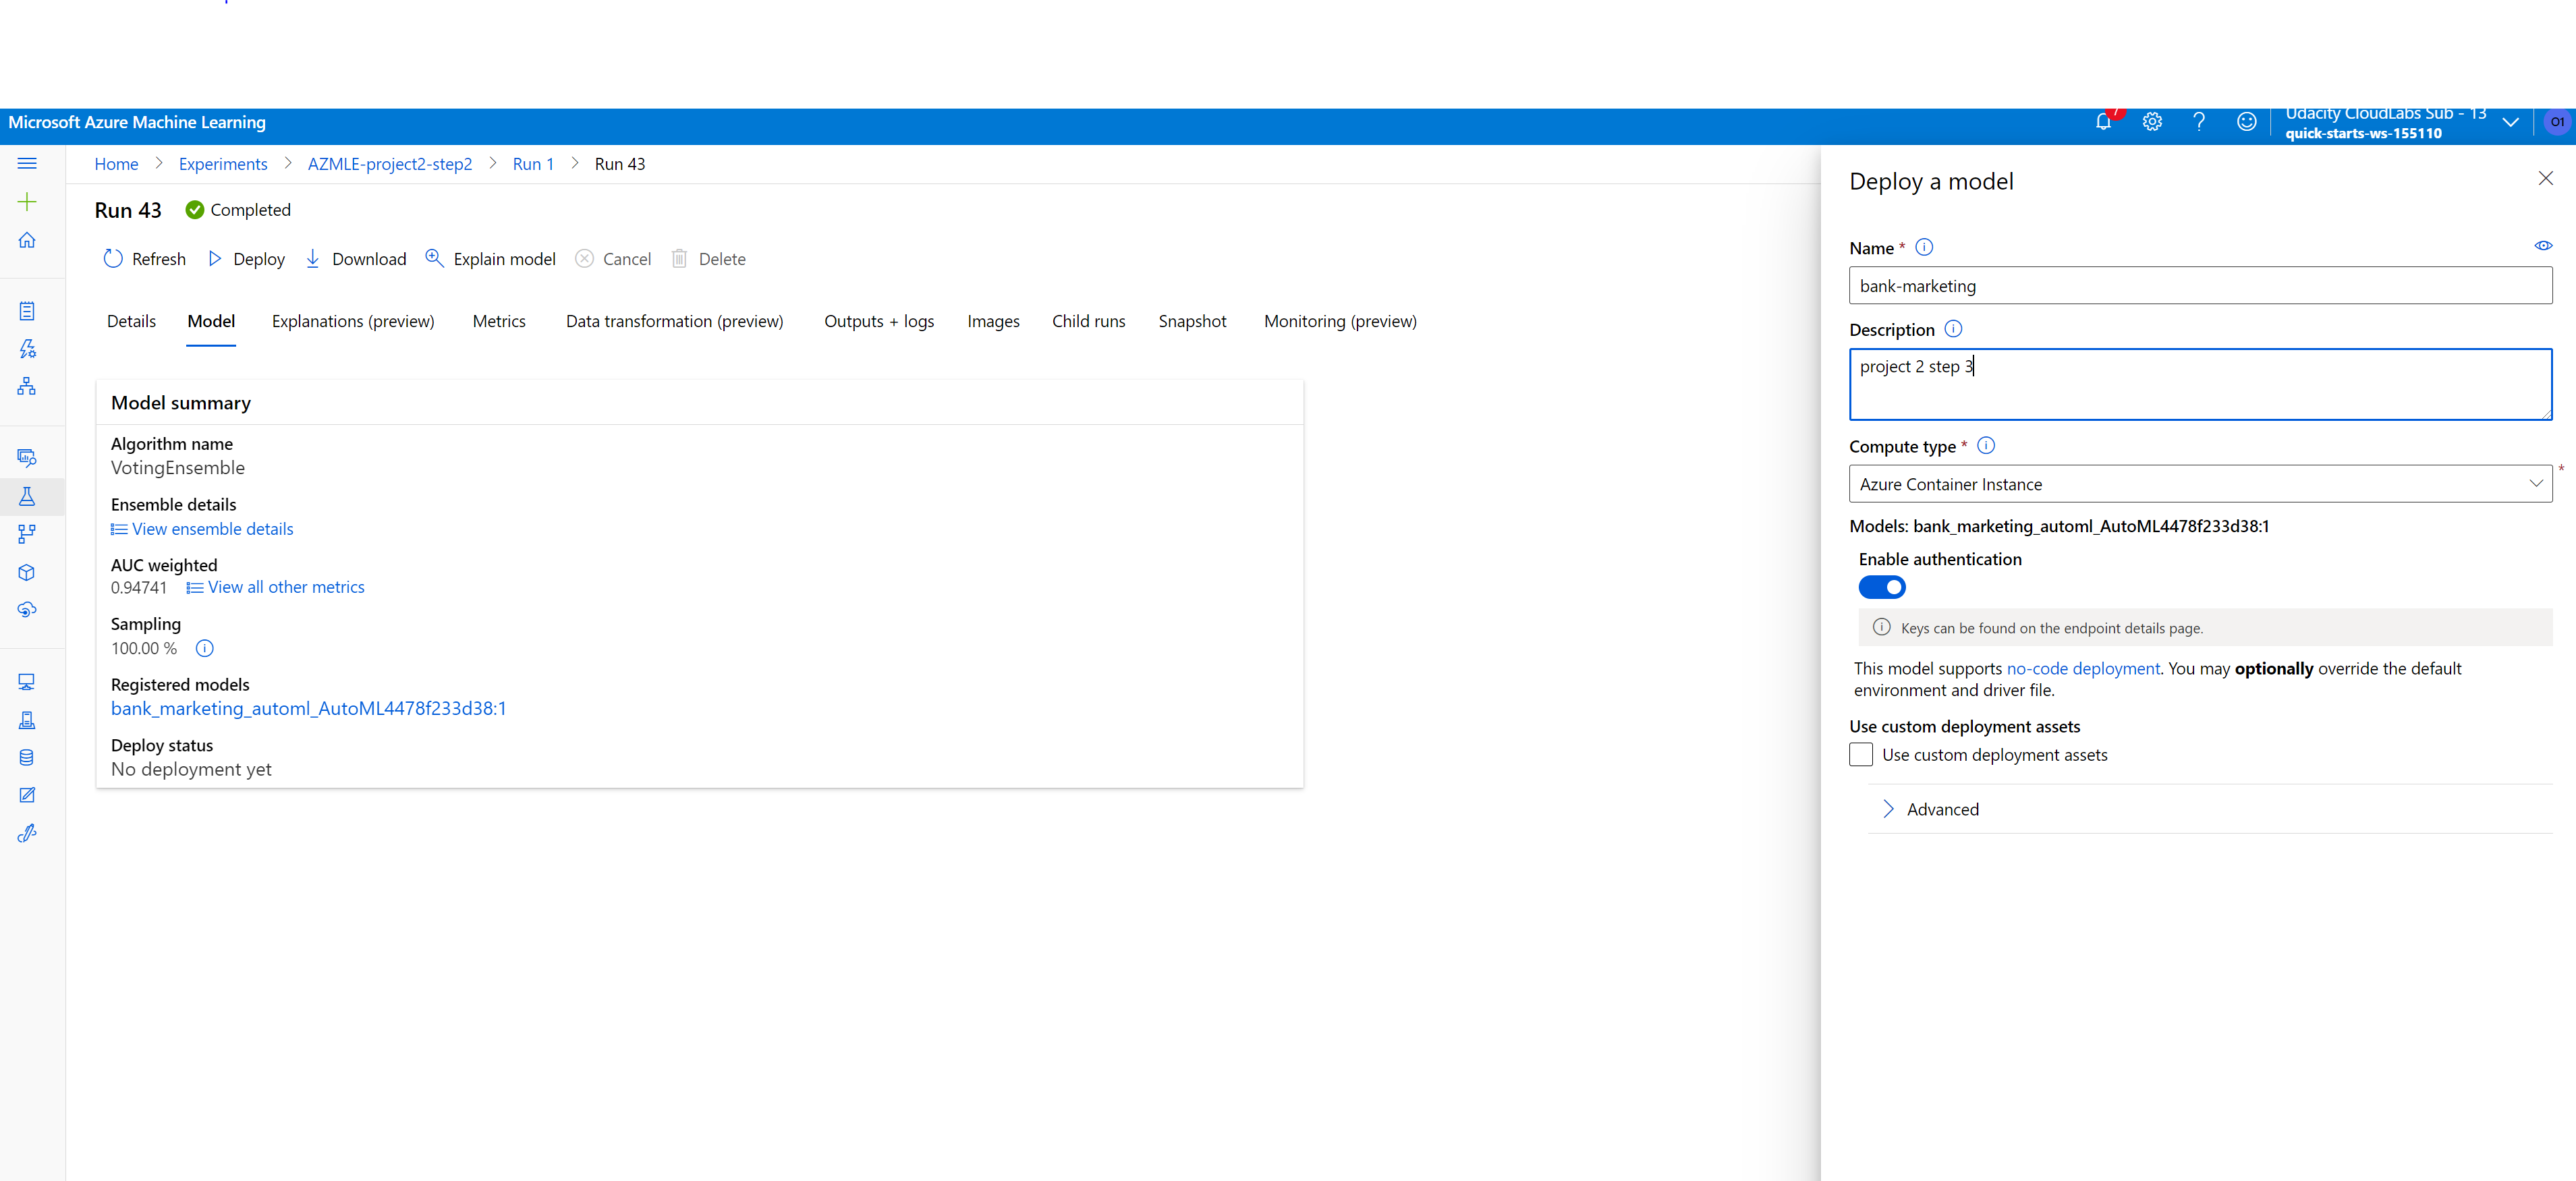 Microsoft Azure Machine Learning
7
Udacity CloudLabs Sub - 13
quick-starts-ws-155110
O1
Home > Experiments > AZMLE-project2-step2 > Run 1 > Run 43
Run 43 Completed
Refresh Deploy Download Explain model Cancel Delete
Details Model Explanations (preview) Metrics Data transformation (preview) Outputs + logs Images Child runs Snapshot Monitoring (preview)
Model summary
Algorithm name
VotingEnsemble
Ensemble details
View ensemble details
AUC weighted
0.94741 View all other metrics
Sampling
100.00 %
Registered models
bank_marketing_automl_AutoML4478f233d38:1
Deploy status
No deployment yet
Deploy a model
Name *
bank-marketing
Description
project 2 step 3
Compute type *
Azure Container Instance
*
Models: bank_marketing_automl_AutoML4478f233d38:1
Enable authentication
Keys can be found on the endpoint details page.
This model supports no-code deployment. You may optionally override the default
environment and driver file.
Use custom deployment assets
Use custom deployment assets
Advanced